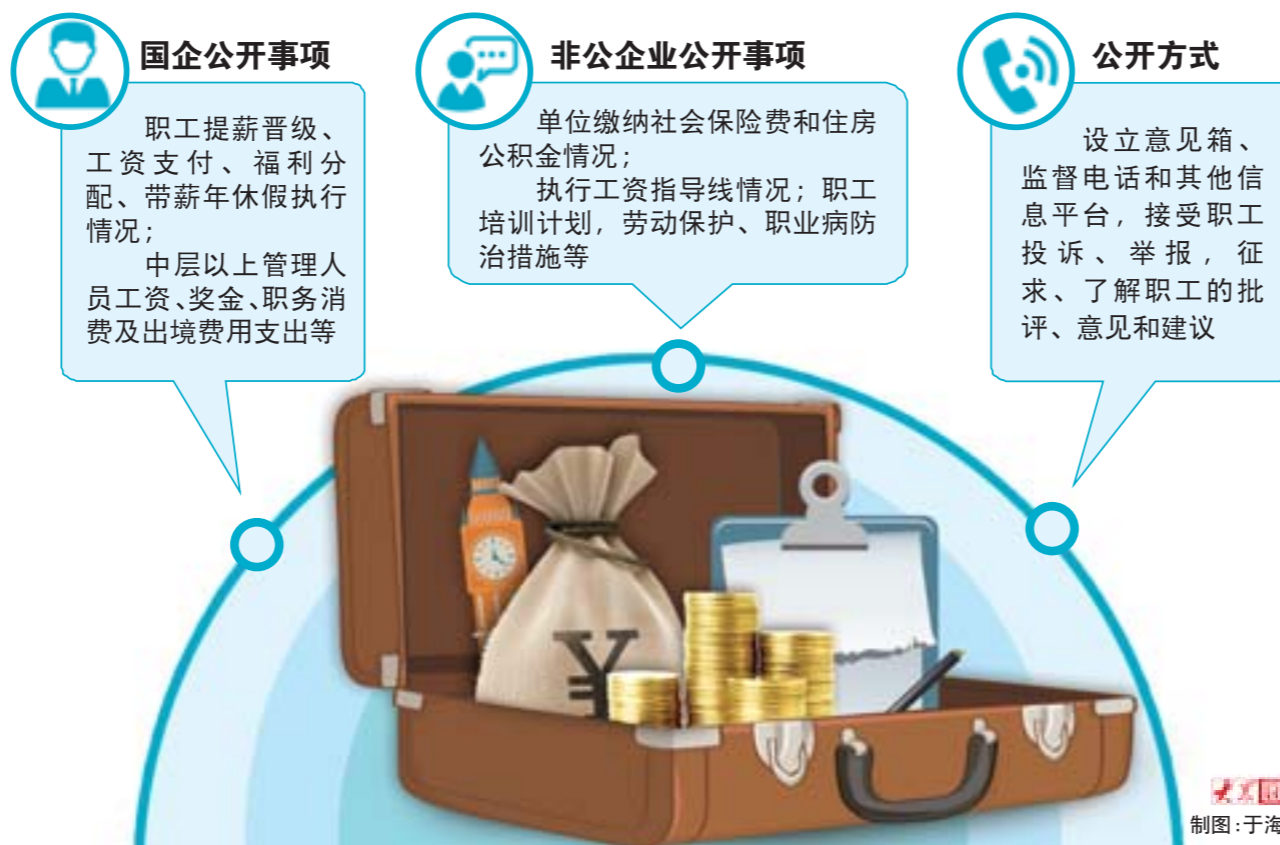 国企公开事项
职工提薪晋级、
工资支付、福利分
配、带薪年休假执行
情况；
中层以上管理人
员工资、奖金、职务消
费及出境费用支出等
非公企业公开事项
单位缴纳社会保险费和住房
公积金情况；
执行工资指导线情况；职工
培训计划，劳动保护、职业病防
治措施等
公开方式
设立意见箱、
监督电话和其他信
息平台，接受职工
投诉、举报，征
求、了解职工的批
评、意见和建议
¥
制图：于海